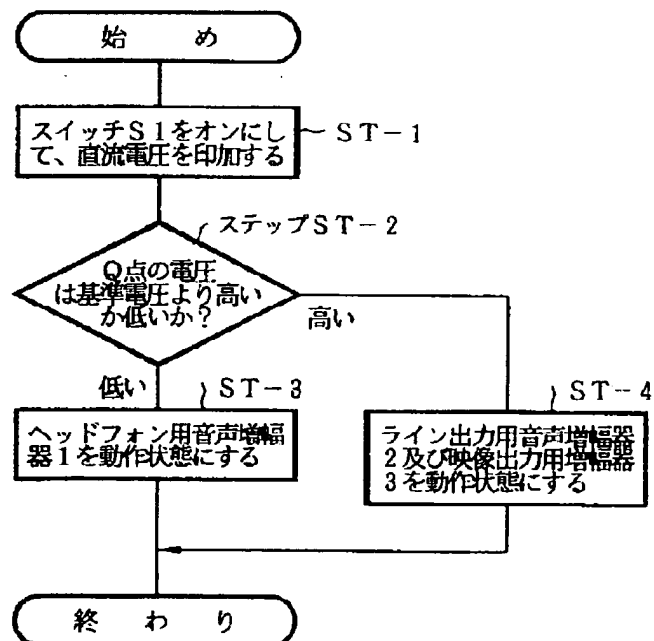 始 め
スイッチS1をオンにし
て、直流電圧を印加する
ST-1
ステップST-2
Q点の電圧
は基準電圧より高い
か低いか?
高い
低い
ST-3
ST-4
ヘッドフォン用音声増幅
器1を動作状態にする
ライン出力用音声増幅器
2及び映像出力用増幅器
3を動作状態にする
終 わ り